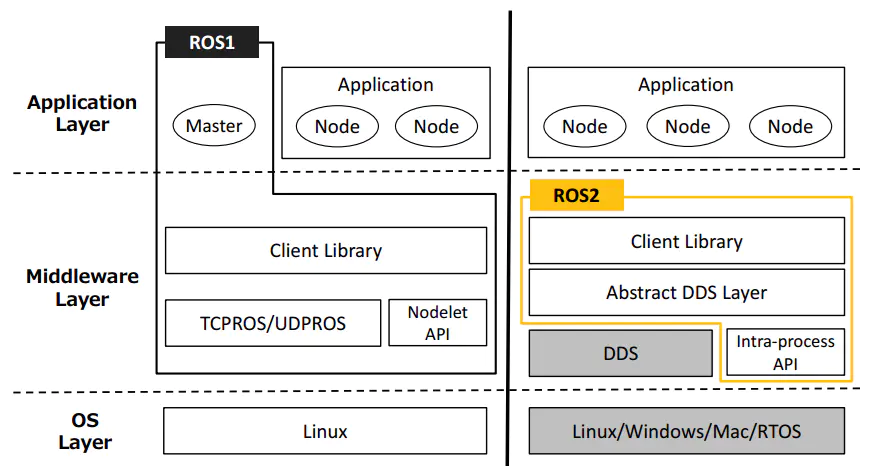 ROS1
Application
Layer
Master
Application
Node
Node
Application
Node
Node
Node
Middleware
Layer
Client Library
TCPROS/UDPROS
Nodelet
API
ROS2
Client Library
Abstract DDS Layer
DDS
Intra-process
API
OS
Layer
Linux
Linux/Windows/Mac/RTOS